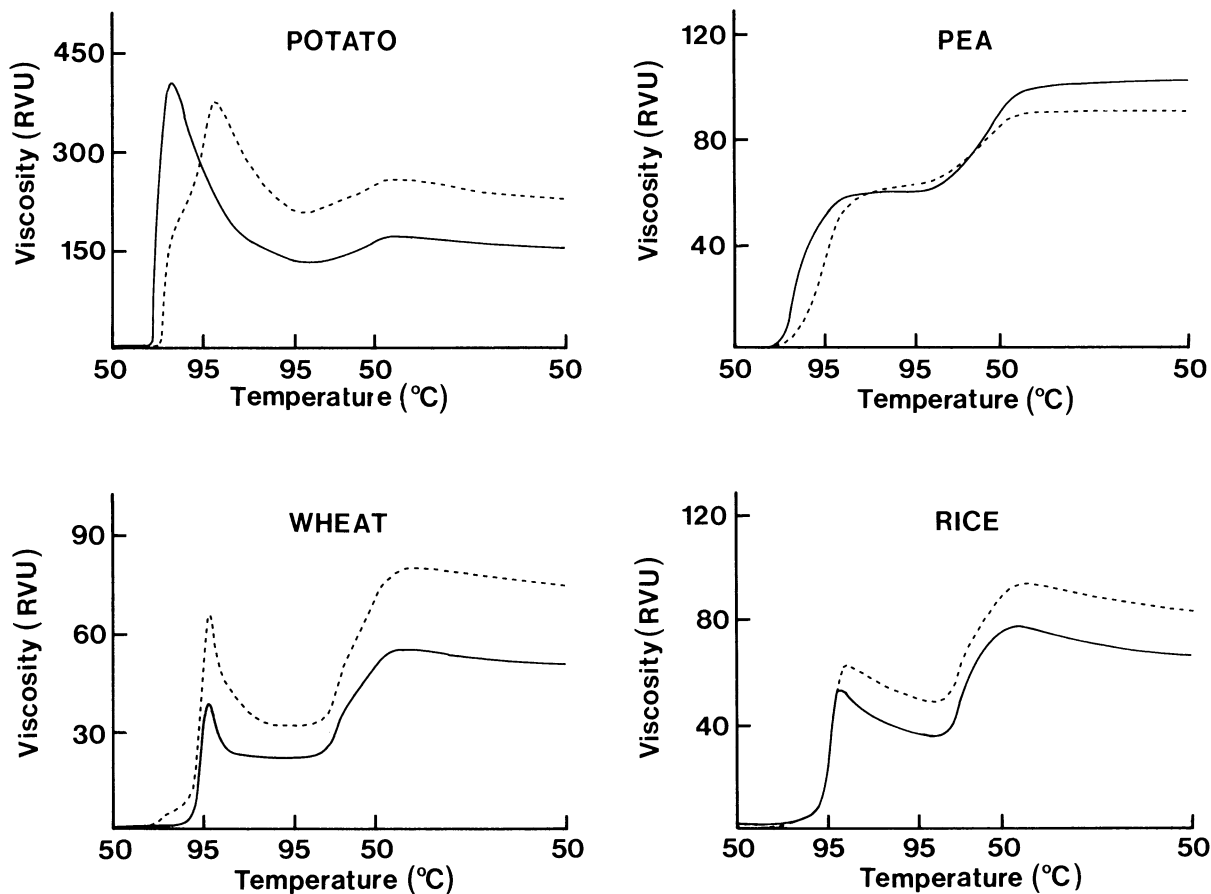 POTATO
450
300
150
Viscosity (RVU)
50 95 95 50 50
Temperature (°C)
PEA
120
80
40
Viscosity (RVU)
50 95 95 50 50
Temperature (°C)
WHEAT
90
60
30
Viscosity (RVU)
50 95 95 50 50
Temperature (°C)
RICE
120
80
40
Viscosity (RVU)
50 95 95 50 50
Temperature (°C)